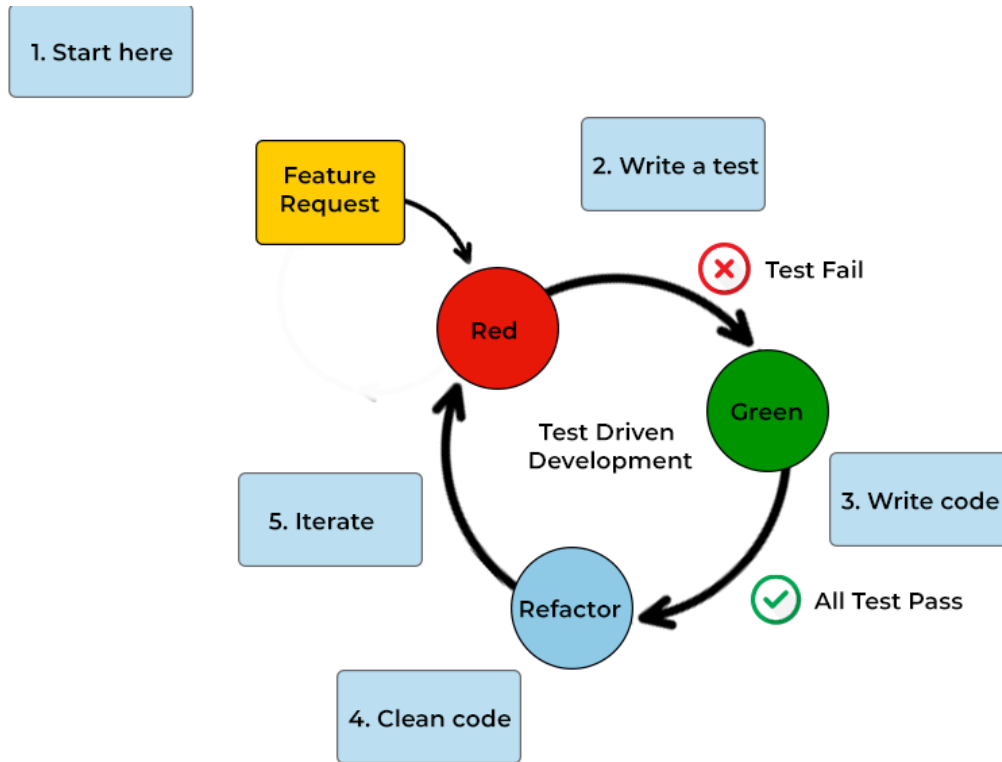 1. Start here
Feature
Request
2. Write a test
Test Fail
Red
Green
Test Driven
Development
3. Write code
5. Iterate
All Test Pass
Refactor
4. Clean code